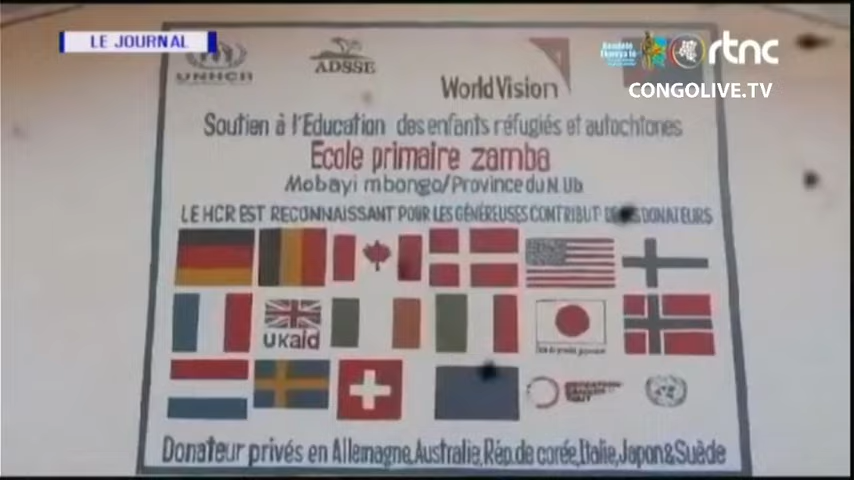 LE JOURNAL
rtnc
CONGOLIVE.TV
UNHCR
ADSSE
World Vision
Soutien à l'Education des enfants réfugiés et autochtones
Ecole primaire zamba
Mobayi mbongo/Province du N.Ub
LE HCR EST RECONNAISSANT POUR LES GÉNÉREUSES CONTRIBUT DONATEURS
UKaid
Donateur privés en Allemagne,Australie,Rép.de corée,Italie,Japon&Suède